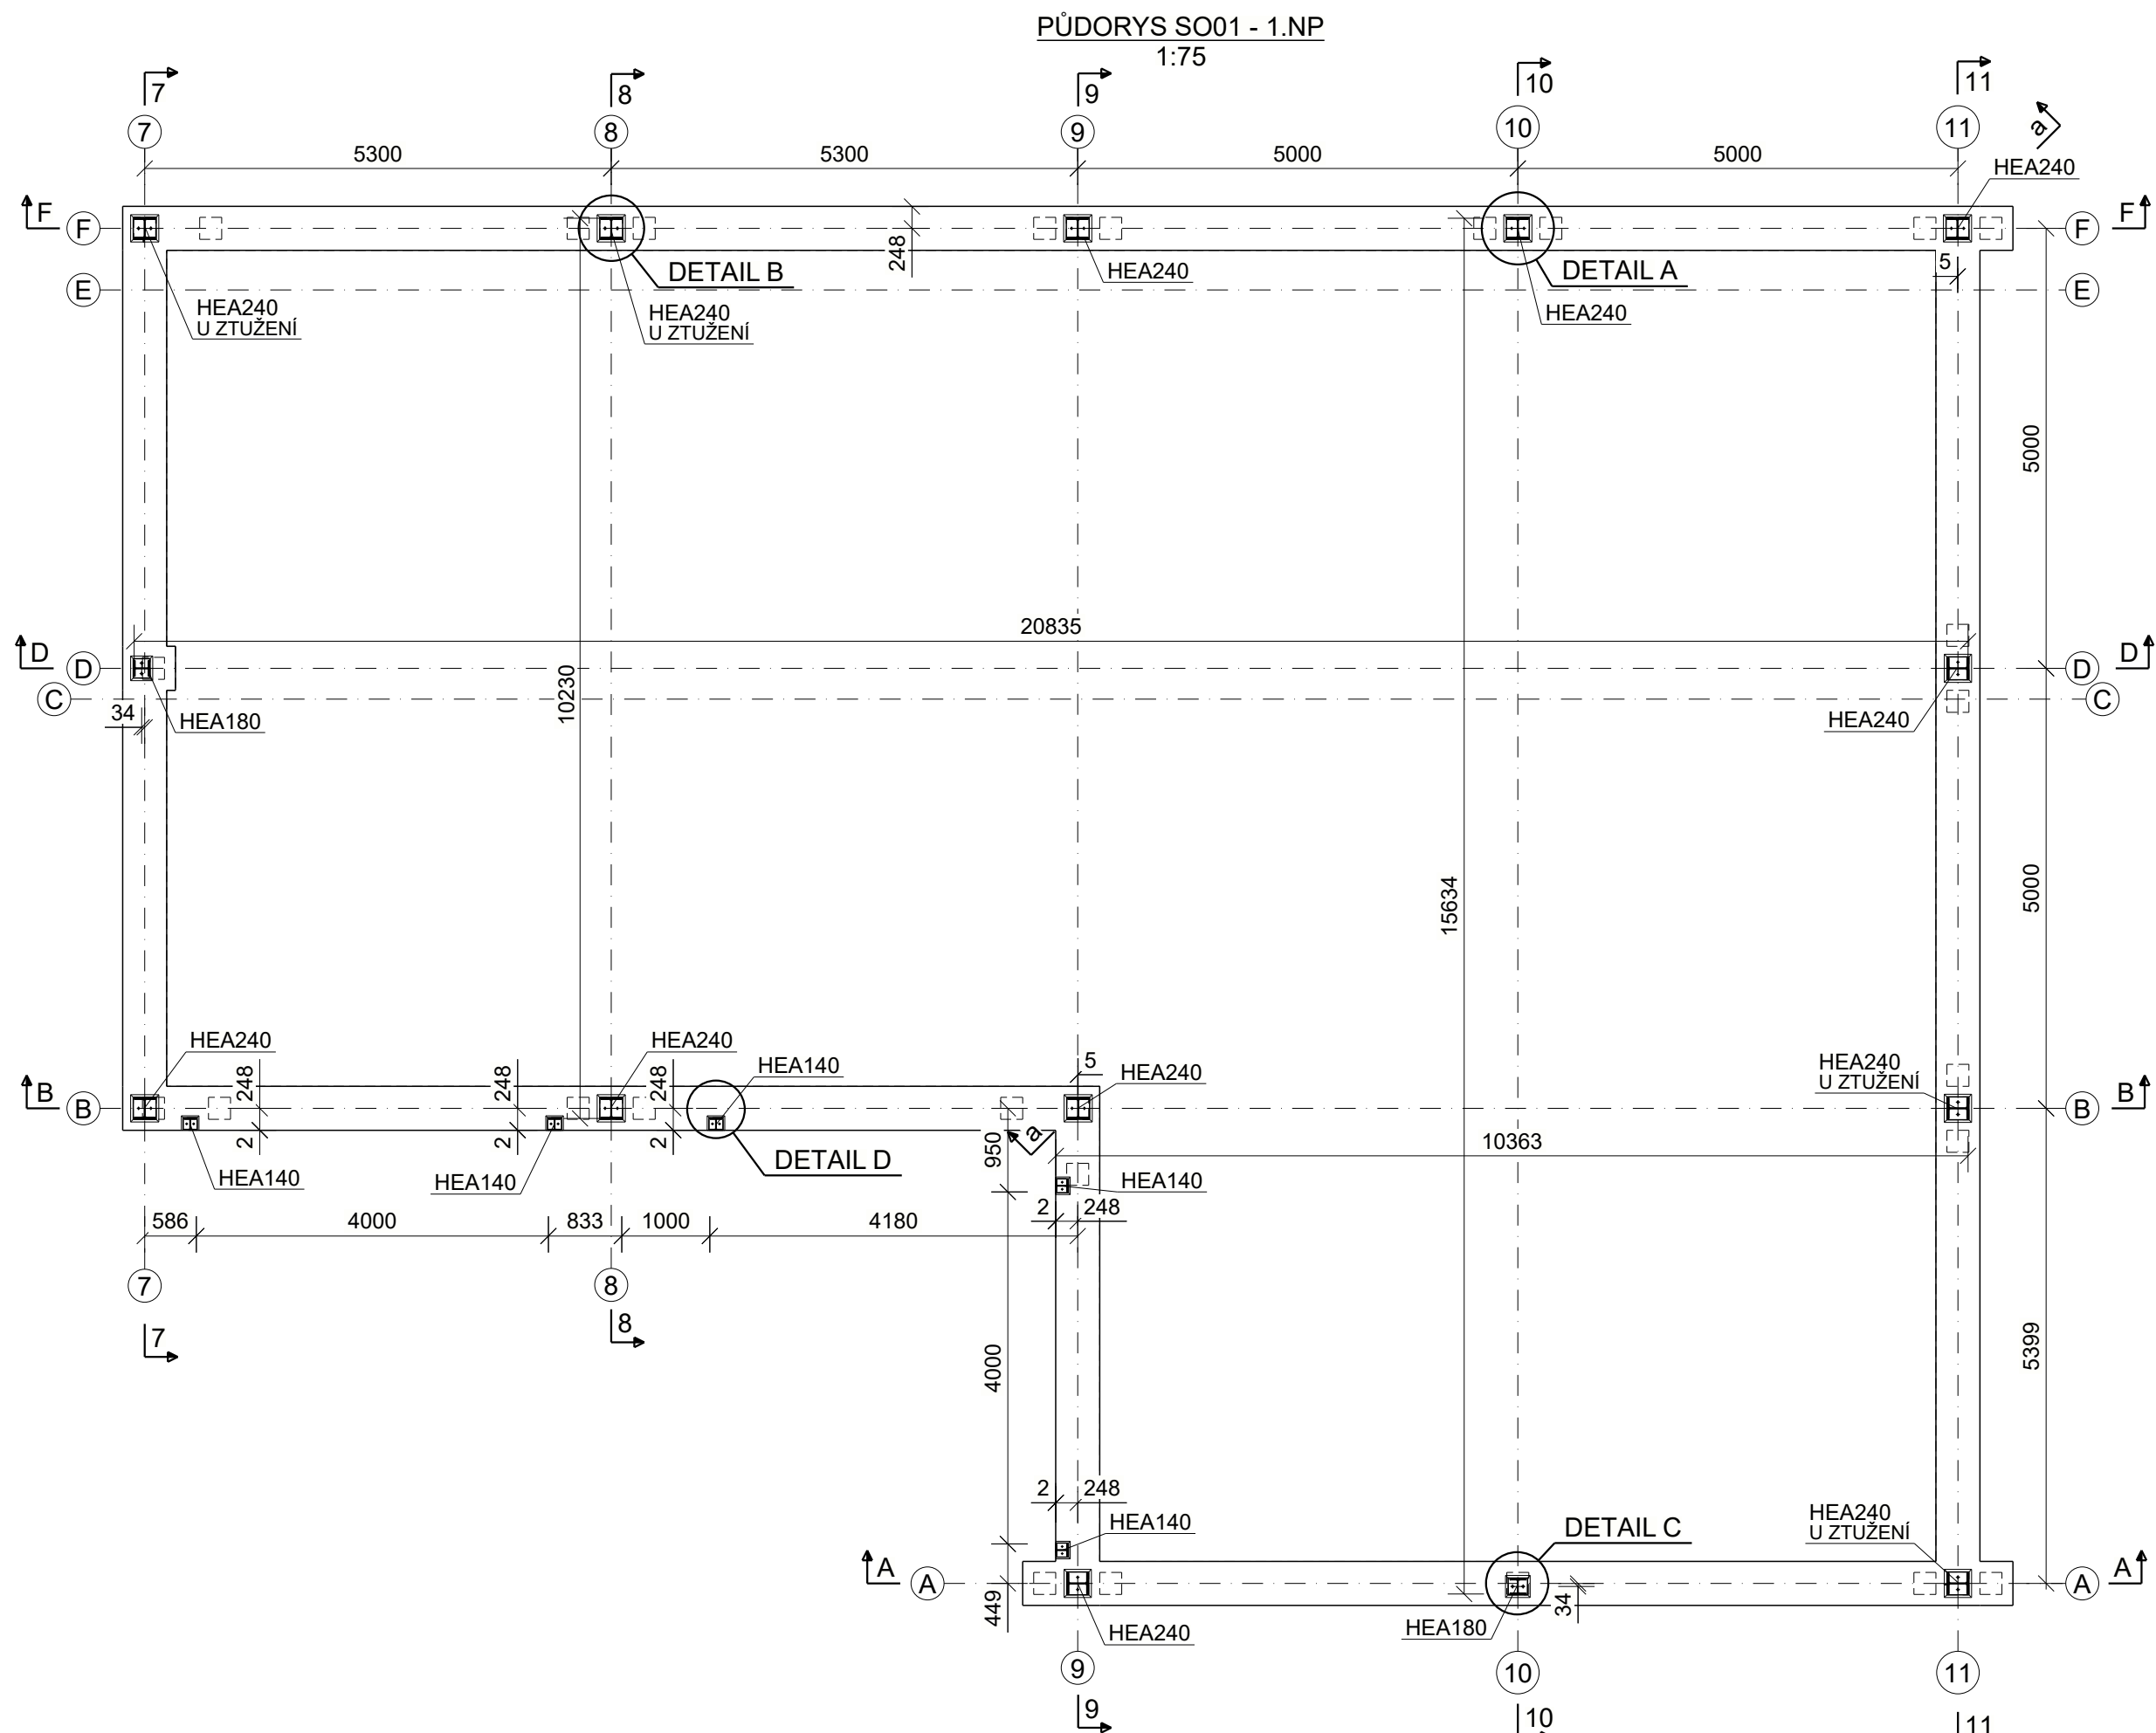 PŮDORYS SO01 - 1.NP
1:75
7
8
9
10
11
7
8
9
10
11
a
5300
5300
5000
5000
HEA240
F
F
F
F
248
DETAIL B
HEA240
DETAIL A
5
E
E
HEA240
U ZTUŽENÍ
HEA240
U ZTUŽENÍ
HEA240
5000
20835
D
D
D
D
C
C
34
HEA180
10230
HEA240
15634
5000
HEA240
248
248
HEA240
248
HEA140
5
HEA240
HEA240
U ZTUŽENÍ
B
B
B
B
2
2
2
a
DETAIL D
950
10363
HEA140
HEA140
HEA140
2
248
586
4000
833
1000
4180
7
8
7
8
4000
5399
2
248
HEA140
DETAIL C
HEA240
U ZTUŽENÍ
A
A
A
A
449
34
HEA240
HEA180
9
10
11
9
10
11